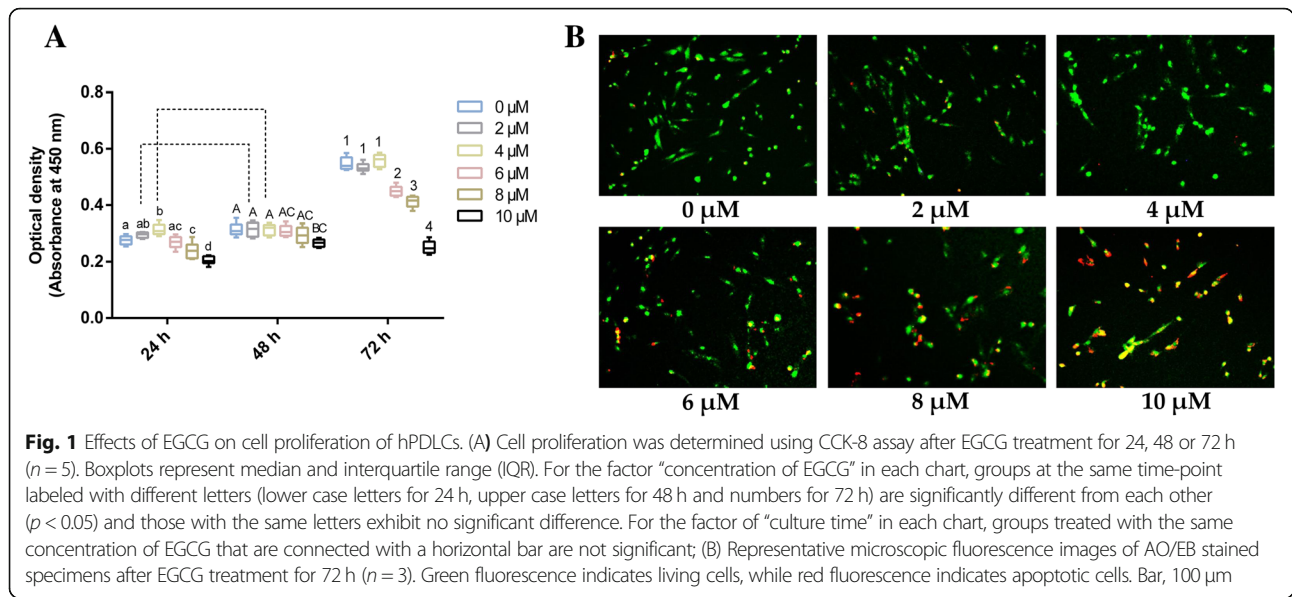 A
B
Optical density
(Absorbance at 450 nm)
0.8
0.6
0.4
0.2
0.0
a ab b ac c d
A A A AC AC BC
1 1 1 2 3 4
24 h
48 h
72 h
0 µM
2 µM
4 µM
6 µM
8 µM
10 µM
0 µM
2 µM
4 µM
6 µM
8 µM
10 µM
Fig. 1 Effects of EGCG on cell proliferation of hPDLCs. (A) Cell proliferation was determined using CCK-8 assay after EGCG treatment for 24, 48 or 72 h
(n = 5). Boxplots represent median and interquartile range (IQR). For the factor “concentration of EGCG” in each chart, groups at the same time-point
labeled with different letters (lower case letters for 24 h, upper case letters for 48 h and numbers for 72 h) are significantly different from each other
(p < 0.05) and those with the same letters exhibit no significant difference. For the factor of “culture time” in each chart, groups treated with the same
concentration of EGCG that are connected with a horizontal bar are not significant; (B) Representative microscopic fluorescence images of AO/EB stained
specimens after EGCG treatment for 72 h (n = 3). Green fluorescence indicates living cells, while red fluorescence indicates apoptotic cells. Bar, 100 µm